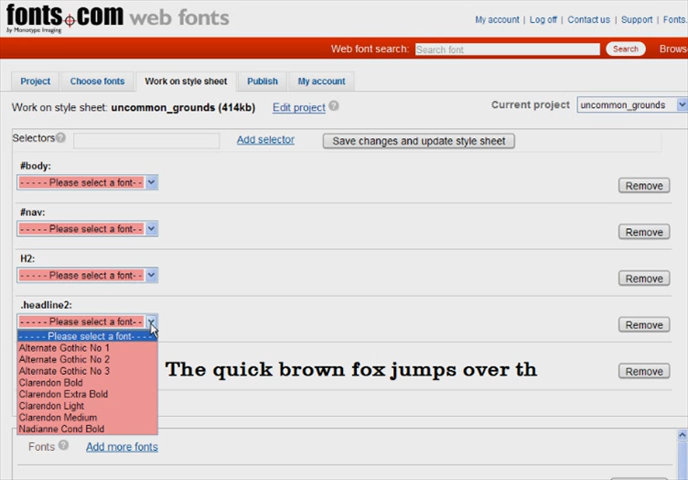 fonts.com web fonts
by Monotype Imaging
My account | Log off | Contact us | Support | Fonts.
Web font search: Search font Search Brows
Project Choose fonts Work on style sheet Publish My account
Work on style sheet: uncommon_grounds (414kb) Edit project ? Current project uncommon_grounds
Selectors ? Add selector Save changes and update style sheet
#body:
- - - - - Please select a font- - Remove
#nav:
- - - - - Please select a font- - Remove
H2:
- - - - - Please select a font- - Remove
.headline2:
- - - - - Please select a font- - Remove
- - - - - Please select a font- - - - -
Alternate Gothic No 1
Alternate Gothic No 2
Alternate Gothic No 3
The quick brown fox jumps over th Remove
Clarendon Bold
Clarendon Extra Bold
Clarendon Light
Clarendon Medium
Nadianne Cond Bold
Fonts ? Add more fonts